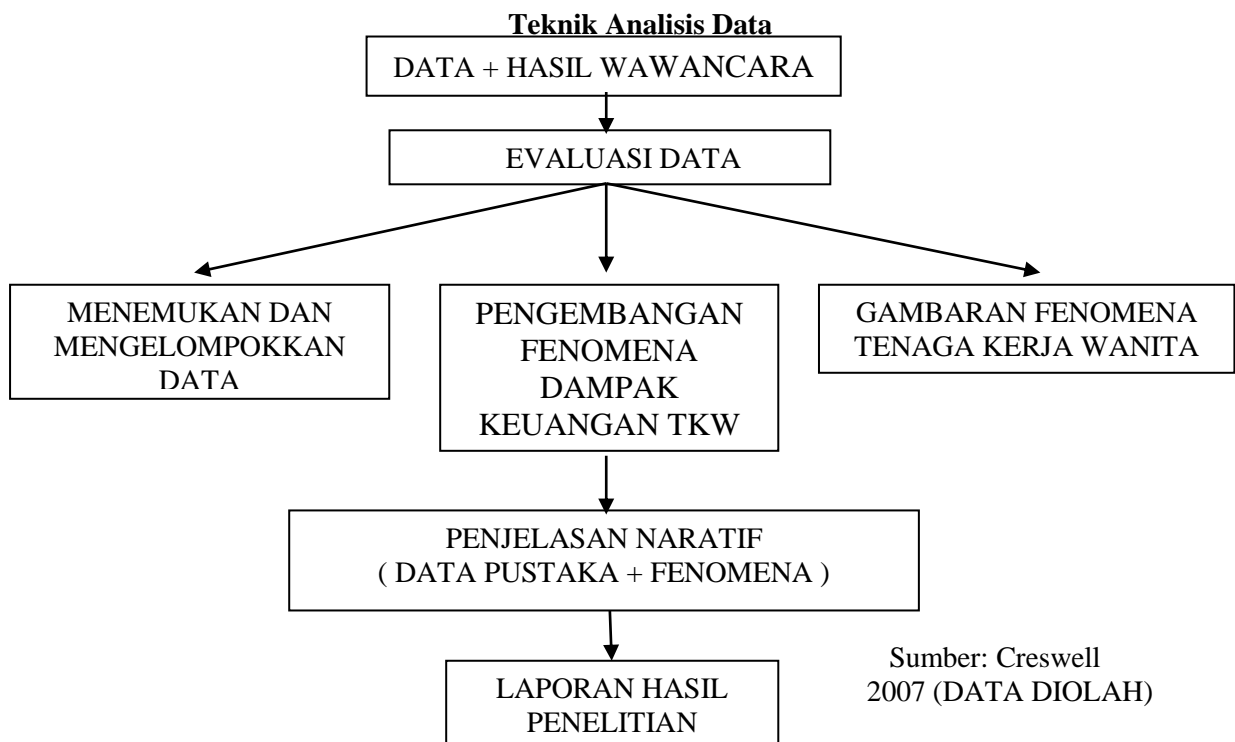 Teknik Analisis Data
DATA + HASIL WAWANCARA
EVALUASI DATA
MENEMUKAN DAN
MENGELOMPOKKAN
DATA
PENGEMBANGAN
FENOMENA
DAMPAK
KEUANGAN TKW
GAMBARAN FENOMENA
TENAGA KERJA WANITA
PENJELASAN NARATIF
( DATA PUSTAKA + FENOMENA )
LAPORAN HASIL
PENELITIAN
Sumber: Creswell
2007 (DATA DIOLAH)